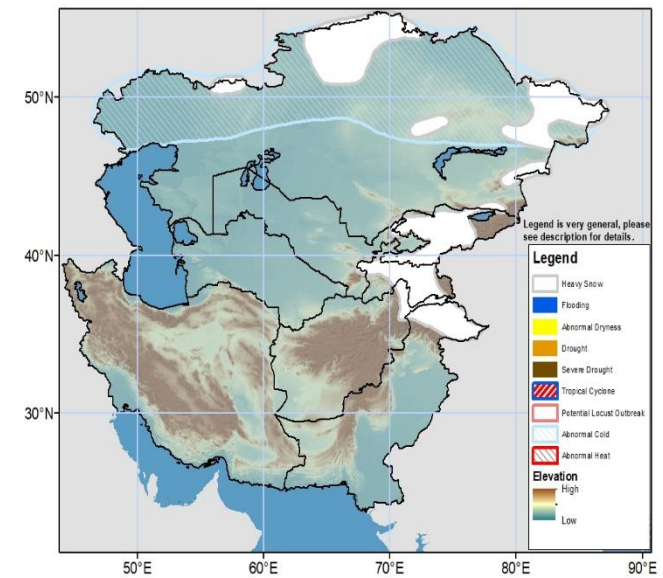 50°N
40°N
30°N
50°E
60°E
70°E
80°E
90°E
Legend is very general, please
see description for details.
Legend
Heavy Snow
Flooding
Abnormal Dryness
Drought
Severe Drought
Tropical Cyclone
Potential Locust Outbreak
Abnormal Cold
Abnormal Heat
Elevation
High
Low